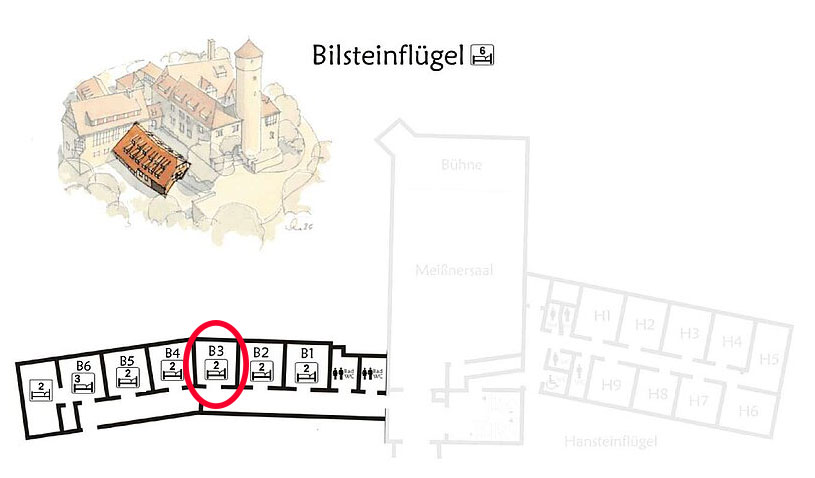 Bilsteinflügel 6
Bühne
Meißnersaal
H1
H2
H3
H4
H5
H9
H8
H7
H6
Hansteinflügel
2
B6
3
B5
2
B4
2
B3
2
B2
2
B1
2
Bad
WC
Bad
WC